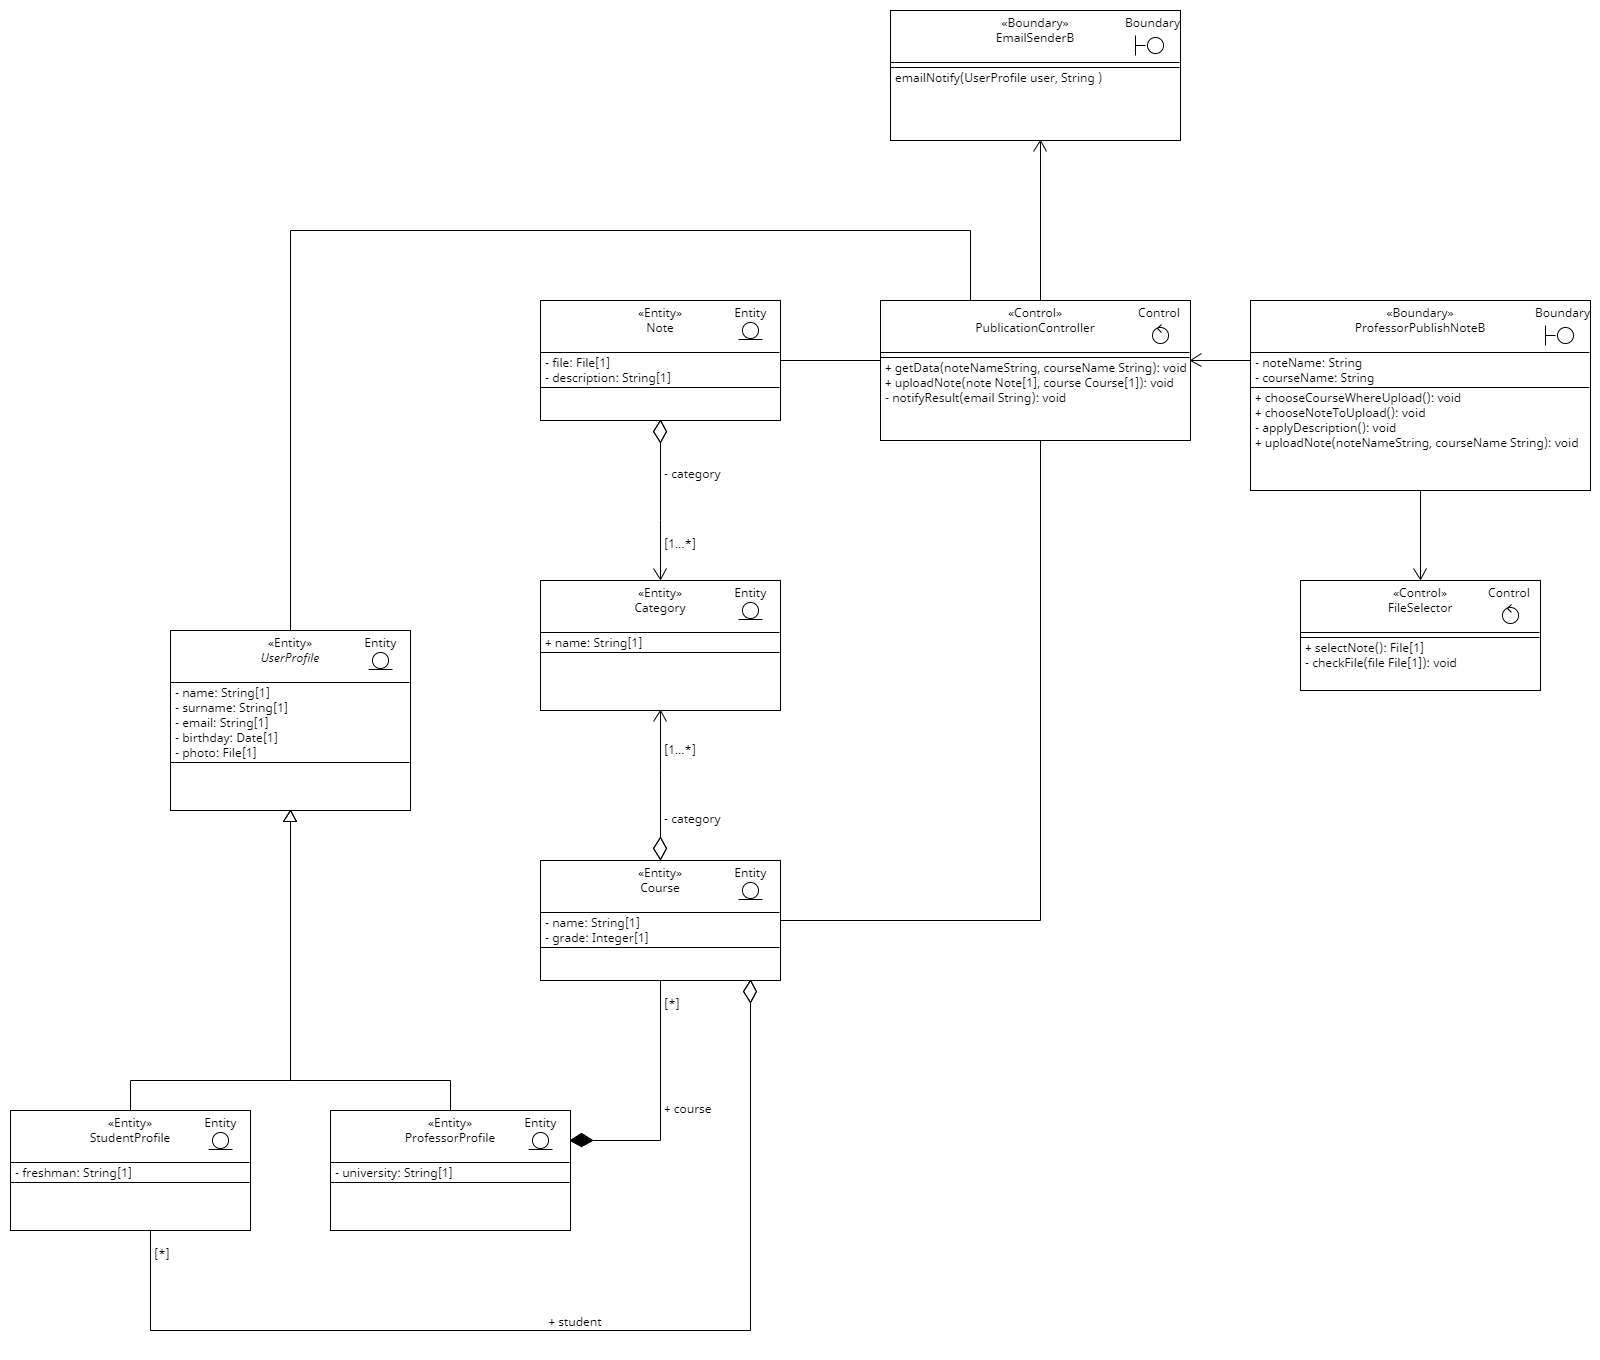 «Boundary»
Boundary
EmailSenderB
emailNotify(UserProfile user, String )
«Entity»
Entity
Note
- file: File[1]
- description: String[1]
«Control»
Control
PublicationController
+ getData(noteNameString, courseName String): void
+ uploadNote(note Note[1], course Course[1]): void
- notifyResult(email String): void
«Boundary»
Boundary
ProfessorPublishNoteB
- noteName: String
- courseName: String
+ chooseCourseWhereUpload(): void
+ chooseNoteToUpload(): void
- applyDescription(): void
+ uploadNote(noteNameString, courseName String): void
- category
[1...*]
«Entity»
Entity
Category
+ name: String[1]
«Control»
Control
FileSelector
+ selectNote(): File[1]
- checkFile(file File[1]): void
«Entity»
Entity
UserProfile
- name: String[1]
- surname: String[1]
- email: String[1]
- birthday: Date[1]
- photo: File[1]
[1...*]
- category
«Entity»
Entity
Course
- name: String[1]
- grade: Integer[1]
[*]
+ course
«Entity»
Entity
StudentProfile
- freshman: String[1]
«Entity»
Entity
ProfessorProfile
- university: String[1]
[*]
+ student